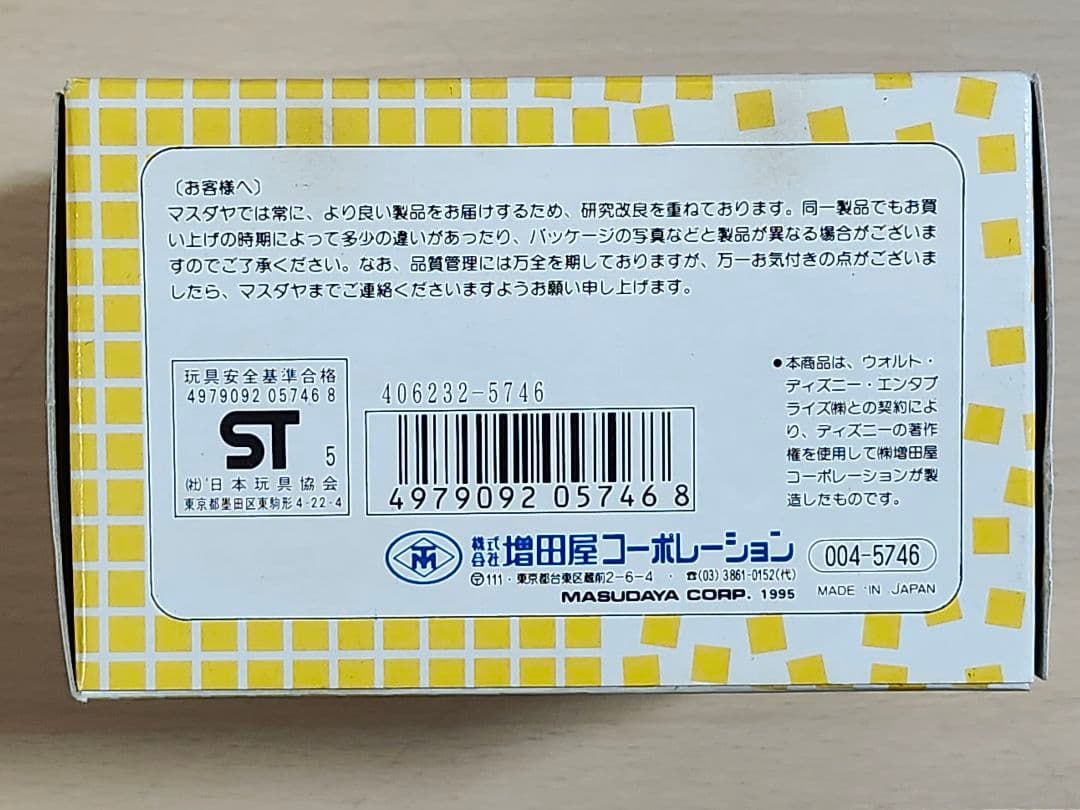 〔お客様へ〕
マスダヤでは常に、より良い製品をお届けするため、研究改良を重ねております。同一製品でもお買
い上げの時期によって多少の違いがあったり、パッケージの写真などと製品が異なる場合がございま
すのでご了承ください。なお、品質管理には万全を期しておりますが、万一お気付きの点がございま
したら、マスダヤまでご連絡くださいますようお願い申し上げます。
玩具安全基準合格
4979092 05746 8
ST 5
(社)日本玩具協会
東京都墨田区東駒形4-22-4
406232-5746
4979092 057468
●本商品は、ウォルト・
ディズニー・エンタプ
ライズ㈱との契約によ
り、ディズニーの著作
権を使用して㈱増田屋
コーポレーションが製
造したものです。
TM 株式会社 増田屋コーポレーション
〒111・東京都台東区蔵前2-6-4 ・ ☎(03)3861-0152(代)
MASUDAYA CORP. 1995
004-5746
MADE IN JAPAN